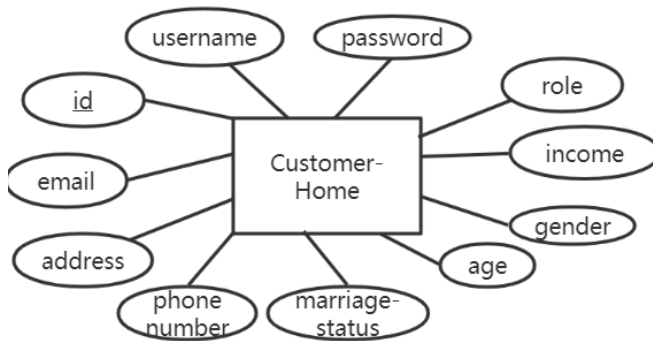 username
password
id
role
Customer-
Home
income
email
gender
address
age
phone
number
marriage-
status